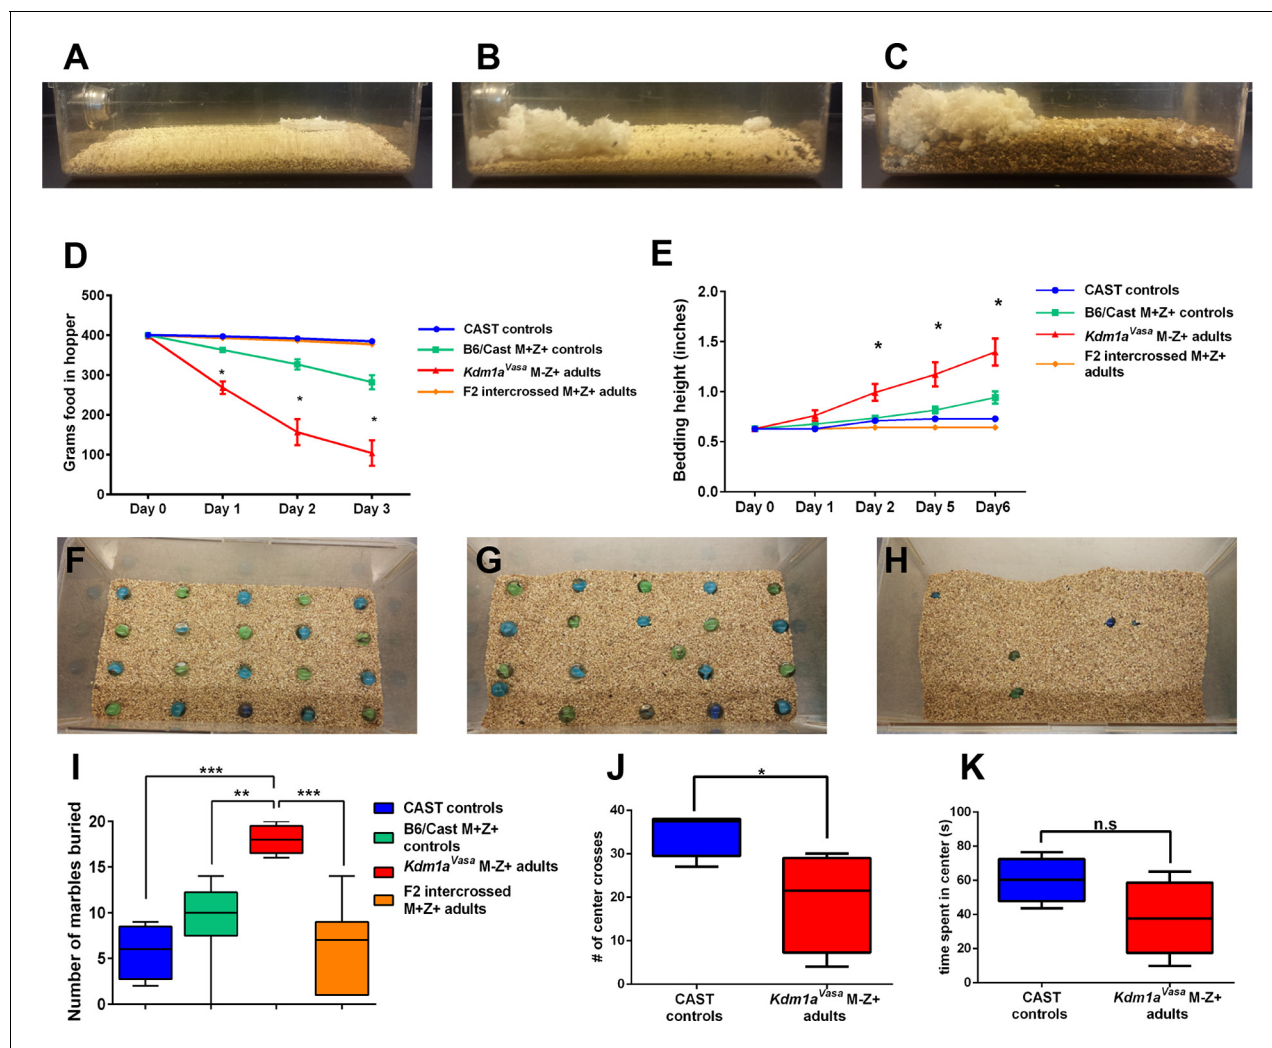 A
B
C
D
Grams food in hopper
500
400
300
200
100
0
*
*
*
Day 0
Day 1
Day 2
Day 3
CAST controls
B6/Cast M+Z+ controls
Kdm1aVasa M-Z+ adults
F2 intercrossed M+Z+ adults
E
Bedding height (inches)
2.0
1.5
1.0
0.5
0.0
*
*
*
Day 0
Day 1
Day 2
Day 5
Day6
CAST controls
B6/Cast M+Z+ controls
Kdm1aVasa M-Z+ adults
F2 intercrossed M+Z+
adults
F
G
H
I
Number of marbles buried
20
15
10
5
0
***
**
***
CAST controls
B6/Cast M+Z+
controls
Kdm1aVasa M-Z+ adults
F2 intercrossed
M+Z+ adults
J
# of center crosses
40
30
20
10
0
*
CAST
controls
Kdm1aVasa M-Z+
adults
K
time spent in center (s)
100
80
60
40
20
0
n.s
CAST
controls
Kdm1aVasa M-Z+
adults